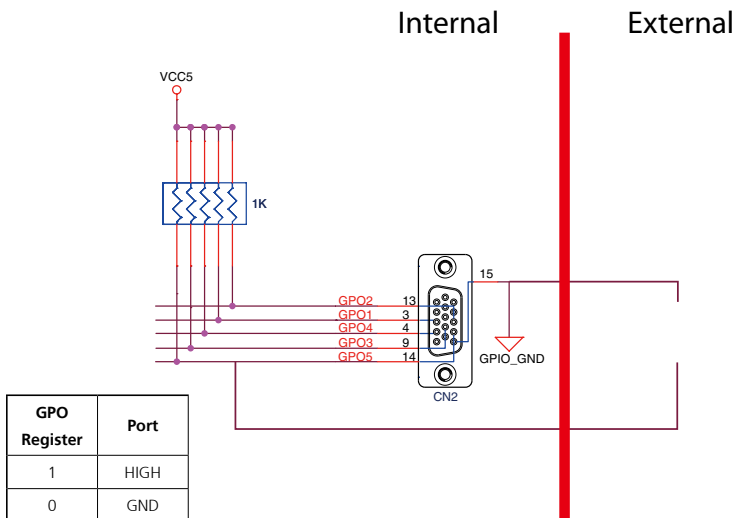 Internal External
VCC5
1K
15
GPO2 13
GPO1 3
GPO4 4
GPO3 9
GPO5 14
GPIO_GND
CN2
GPO Register Port
1 HIGH
0 GND